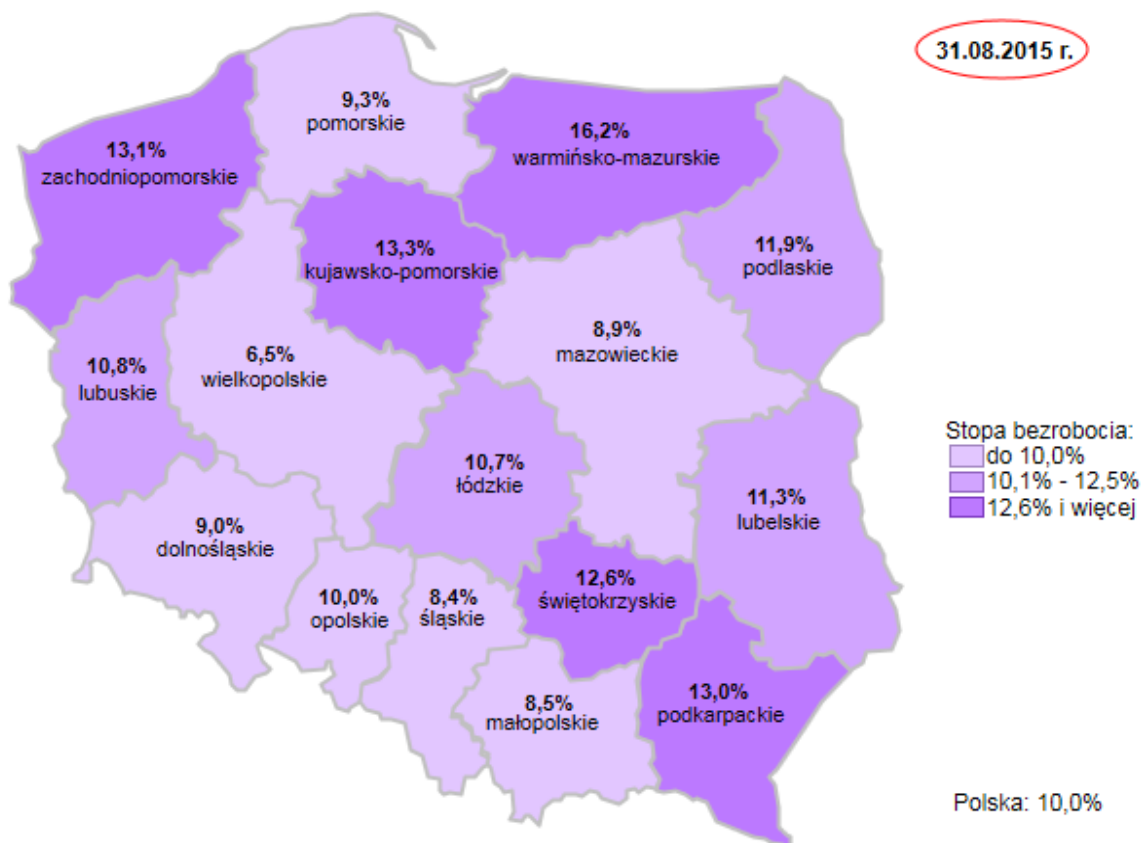 31.08.2015 r.
9,3%
pomorskie
16,2%
warmińsko-mazurskie
13,1%
zachodniopomorskie
13,3%
kujawsko-pomorskie
11,9%
podlaskie
8,9%
mazowieckie
6,5%
wielkopolskie
10,8%
lubuskie
10,7%
łódzkie
11,3%
lubelskie
Stopa bezrobocia:
do 10,0%
10,1% - 12,5%
12,6% i więcej
9,0%
dolnośląskie
10,0%
opolskie
8,4%
śląskie
12,6%
świętokrzyskie
8,5%
małopolskie
13,0%
podkarpackie
Polska: 10,0%